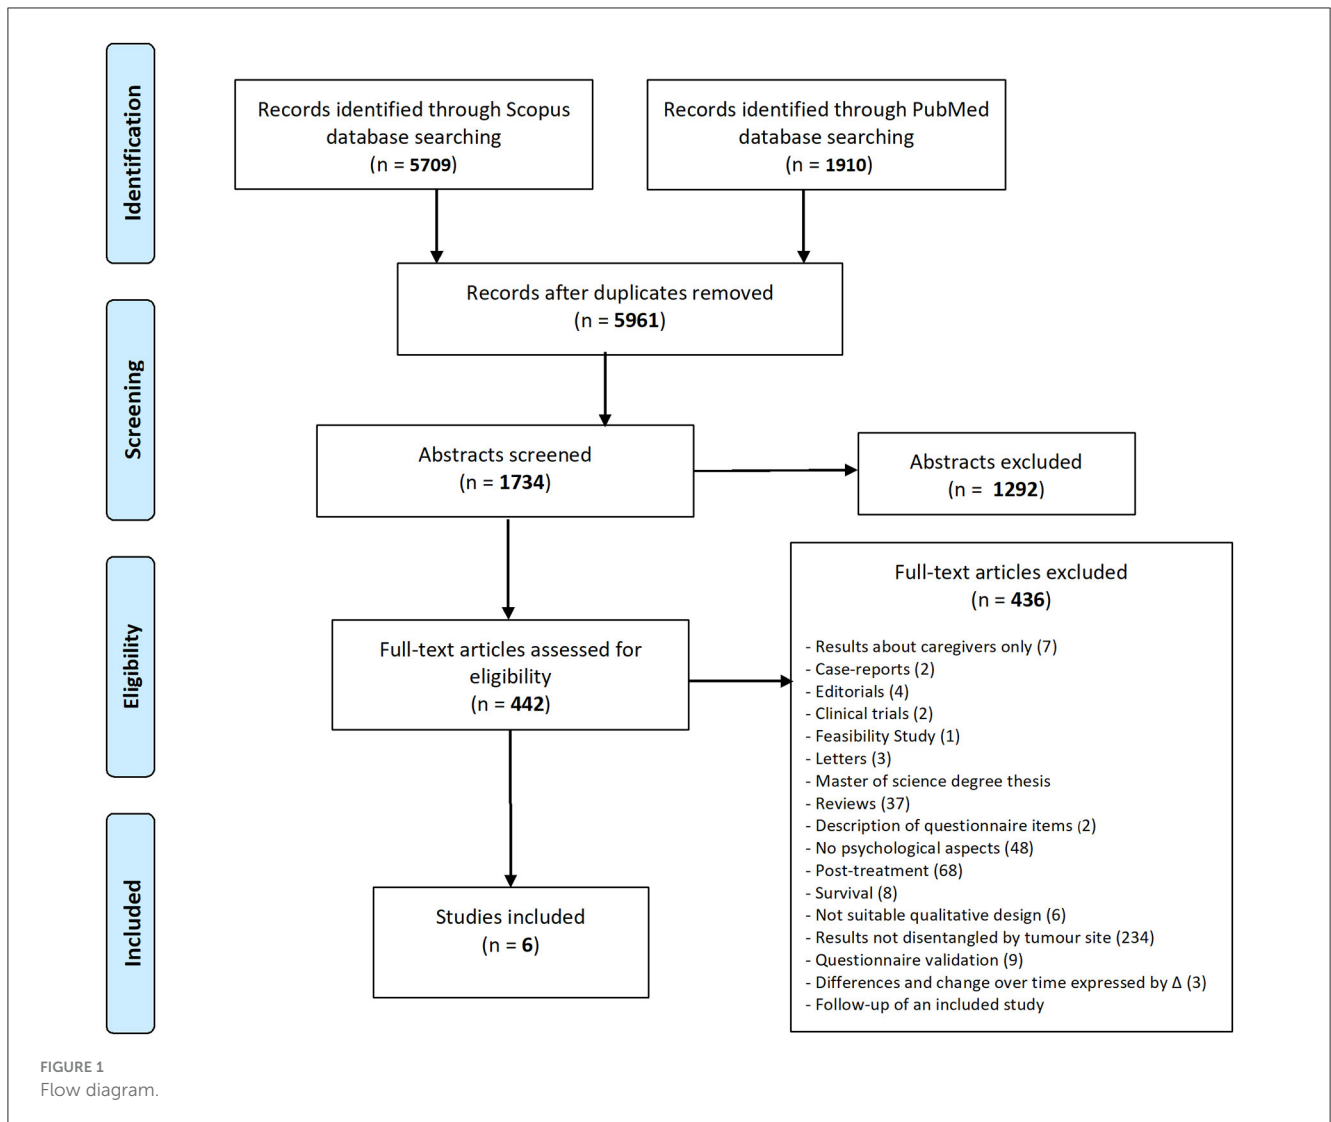 Identification
Records identified through Scopus
database searching
(n = 5709)
Records identified through PubMed
database searching
(n = 1910)
Records after duplicates removed
(n = 5961)
Screening
Abstracts screened
(n = 1734)
Abstracts excluded
(n = 1292)
Eligibility
Full-text articles assessed for
eligibility
(n = 442)
Full-text articles excluded
(n = 436)
- Results about caregivers only (7)
- Case-reports (2)
- Editorials (4)
- Clinical trials (2)
- Feasibility Study (1)
- Letters (3)
- Master of science degree thesis
- Reviews (37)
- Description of questionnaire items (2)
- No psychological aspects (48)
- Post-treatment (68)
- Survival (8)
- Not suitable qualitative design (6)
- Results not disentangled by tumour site (234)
- Questionnaire validation (9)
- Differences and change over time expressed by Δ (3)
- Follow-up of an included study
Included
Studies included
(n = 6)
FIGURE 1
Flow diagram.